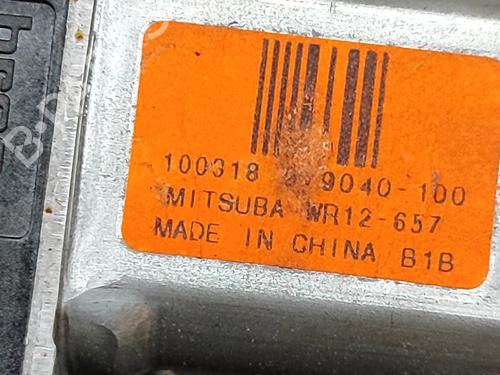 100318 9040-100
MITSUBA WR12-657
MADE IN CHINA B1B